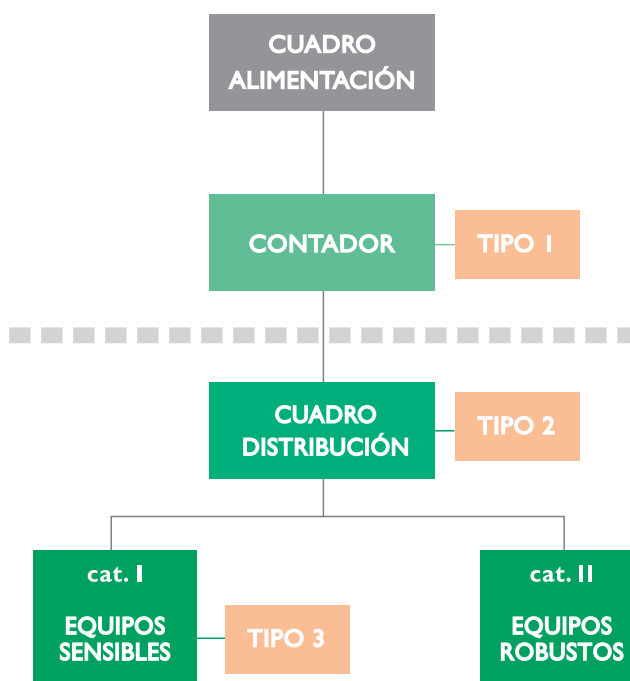 CUADRO
ALIMENTACIÓN
CONTADOR
TIPO 1
CUADRO
DISTRIBUCIÓN
TIPO 2
cat. I
EQUIPOS
SENSIBLES
TIPO 3
cat. II
EQUIPOS
ROBUSTOS